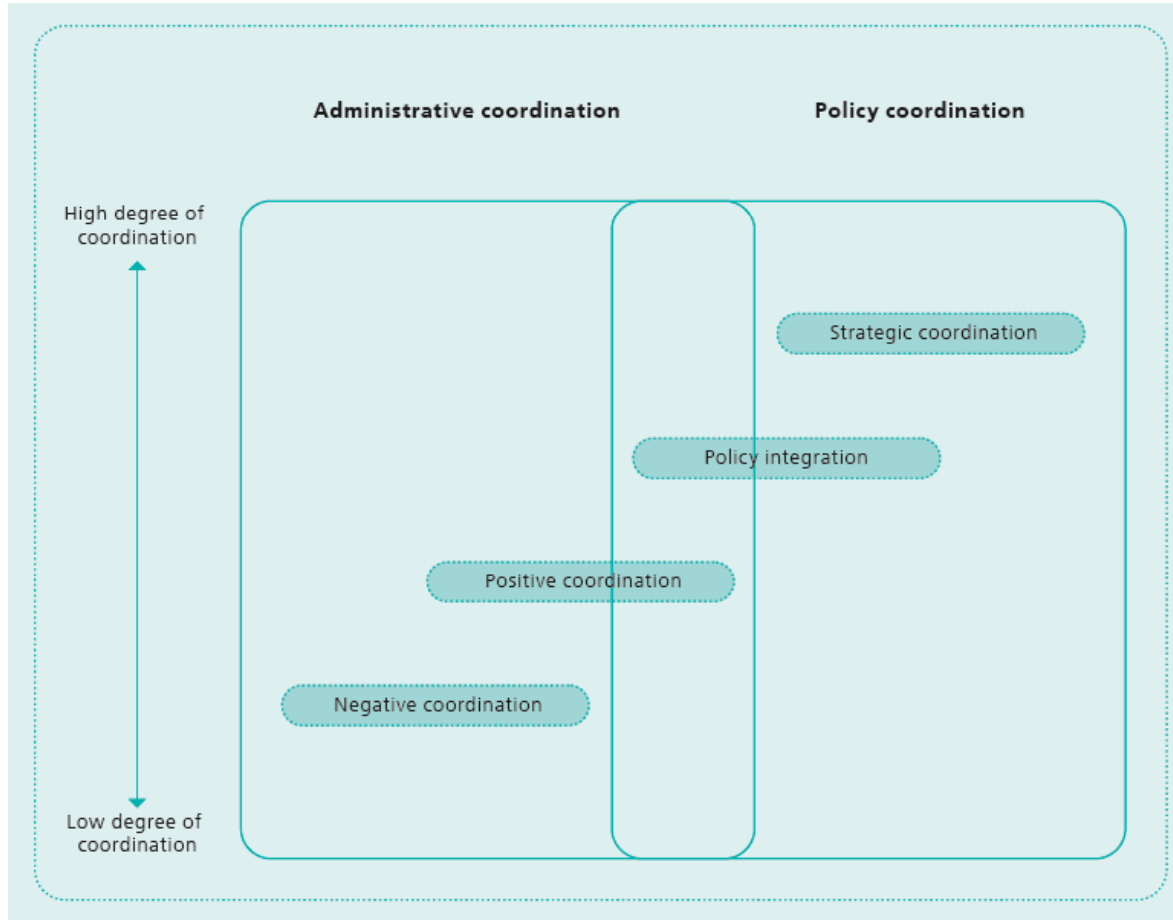 Administrative coordination
Policy coordination
High degree of
coordination
Strategic coordination
Policy integration
Positive coordination
Negative coordination
Low degree of
coordination